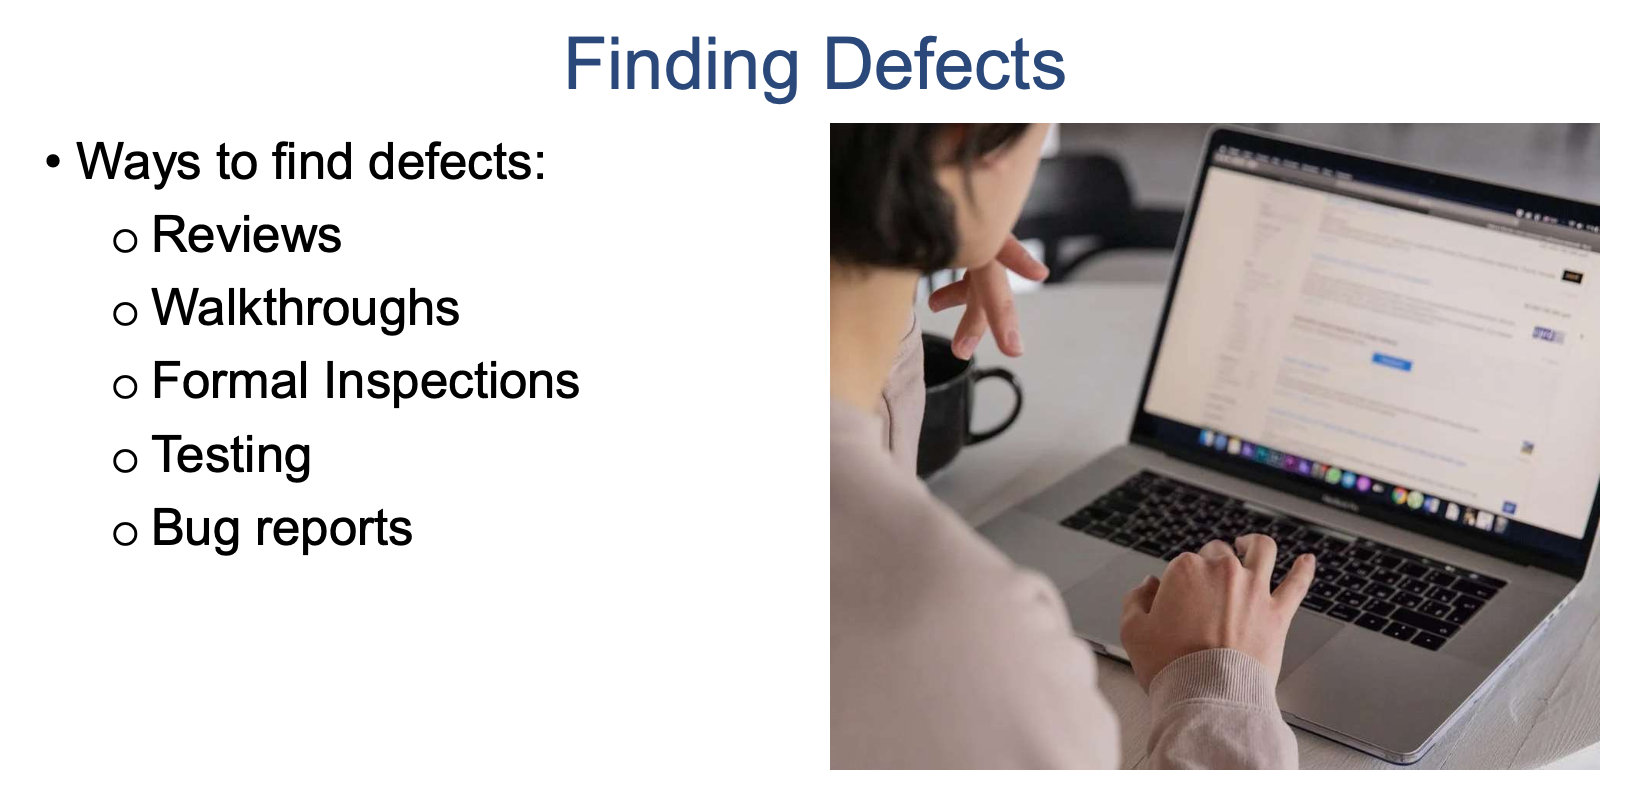 Finding Defects
• Ways to find defects:
o Reviews
o Walkthroughs
o Formal Inspections
o Testing
o Bug reports